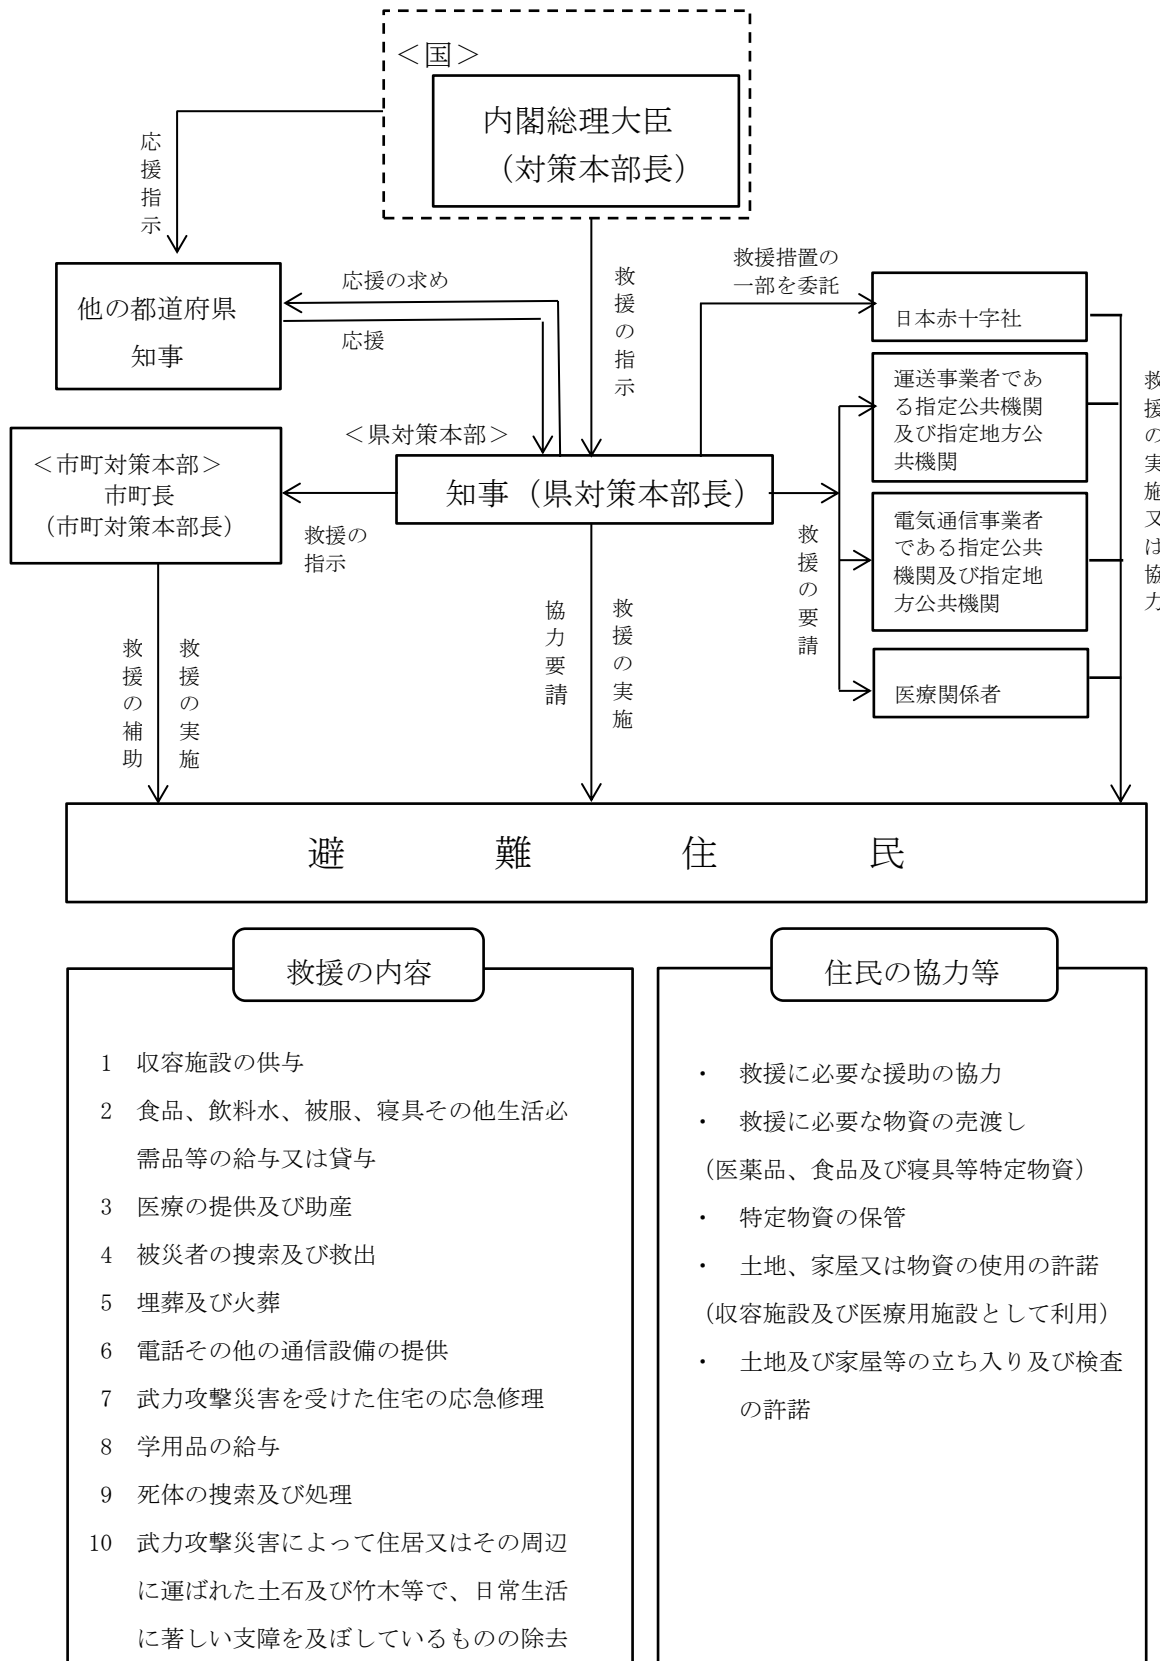 ＜国＞
内閣総理大臣
（対策本部長）
応援指示
救援措置の
一部を委託
応援の求め
応援
救援の指示
他の都道府県
知事
日本赤十字社
運送事業者であ
る指定公共機関
及び指定地方公
共機関
救援の実施又は協力
＜県対策本部＞
＜市町対策本部＞
市町長
（市町対策本部長）
知事（県対策本部長）
救援の
指示
電気通信事業者
である指定公共
機関及び指定地
方公共機関
救援の要請
協力要請
救援の実施
救援の補助
救援の実施
医療関係者
避難住民
救援の内容
1 収容施設の供与
2 食品、飲料水、被服、寝具その他生活必
需品等の給与又は貸与
3 医療の提供及び助産
4 被災者の捜索及び救出
5 埋葬及び火葬
6 電話その他の通信設備の提供
7 武力攻撃災害を受けた住宅の応急修理
8 学用品の給与
9 死体の捜索及び処理
10 武力攻撃災害によって住居又はその周辺
に運ばれた土石及び竹木等で、日常生活
に著しい支障を及ぼしているものの除去
住民の協力等
・ 救援に必要な援助の協力
・ 救援に必要な物資の売渡し
（医薬品、食品及び寝具等特定物資）
・ 特定物資の保管
・ 土地、家屋又は物資の使用の許諾
（収容施設及び医療用施設として利用）
・ 土地及び家屋等の立ち入り及び検査
の許諾